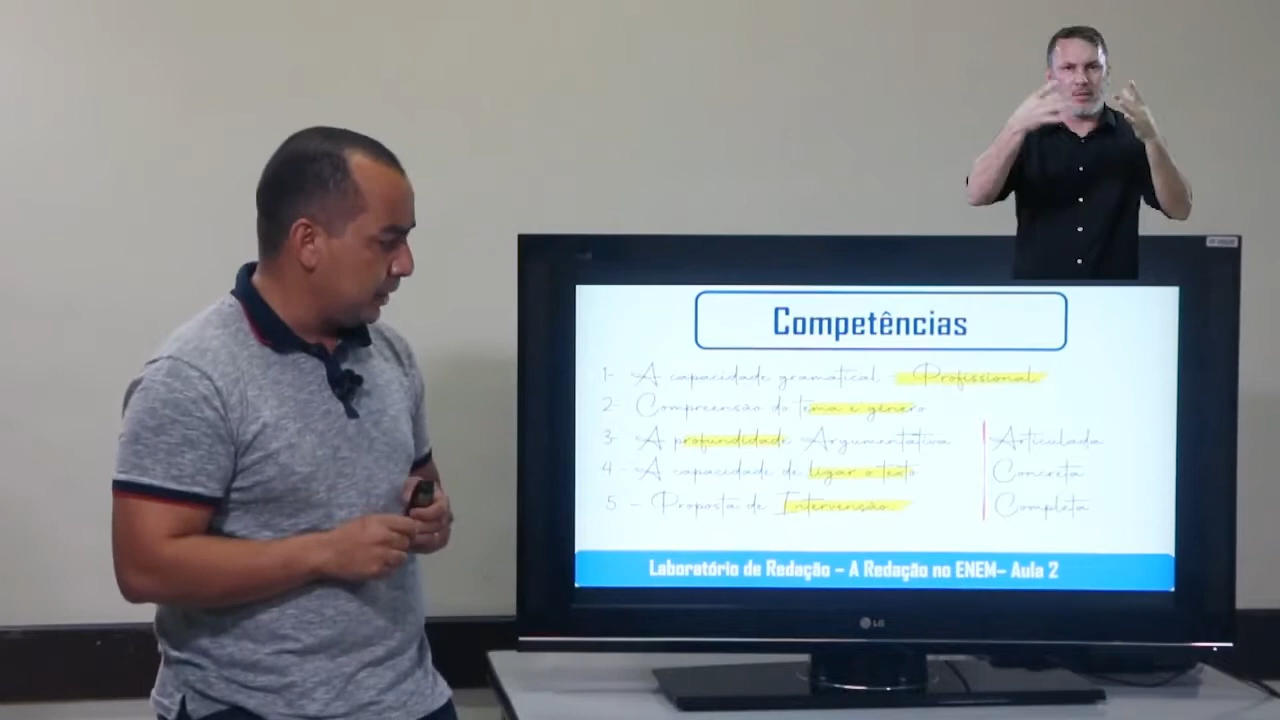 Competências
1- A capacidade gramatical - Profissional
2- Compreensão do tema e gênero
3- A profundidade Argumentativa
4 - A capacidade de ligar o texto
5 - Proposta de Intervensão.
Articulada
Concreta
Completa
Laboratório de Redação – A Redação no ENEM– Aula 2
LG